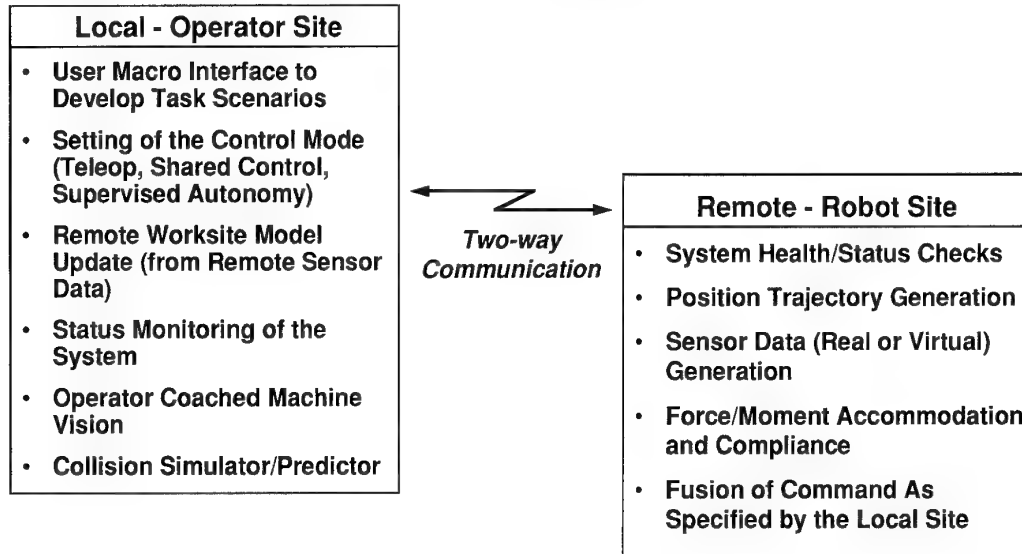 Local - Operator Site
• User Macro Interface to
Develop Task Scenarios
• Setting of the Control Mode
(Teleop, Shared Control,
Supervised Autonomy)
• Remote Worksite Model
Update (from Remote Sensor
Data)
• Status Monitoring of the
System
• Operator Coached Machine
Vision
• Collision Simulator/Predictor
Two-way
Communication
Remote - Robot Site
• System Health/Status Checks
• Position Trajectory Generation
• Sensor Data (Real or Virtual)
Generation
• Force/Moment Accommodation
and Compliance
• Fusion of Command As
Specified by the Local Site